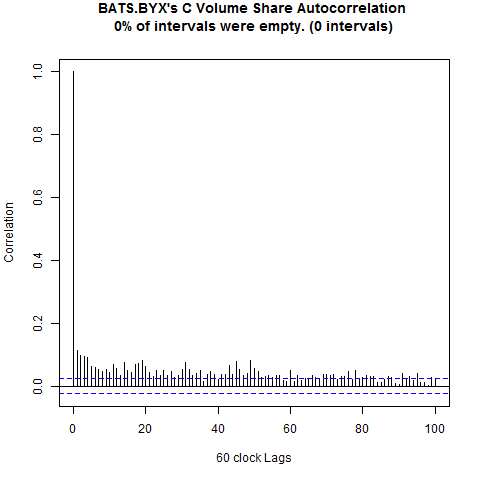 BATS.BYX's C Volume Share Autocorrelation
0% of intervals were empty. (0 intervals)
Correlation
1.0
0.8
0.6
0.4
0.2
0.0
0 20 40 60 80 100
60 clock Lags